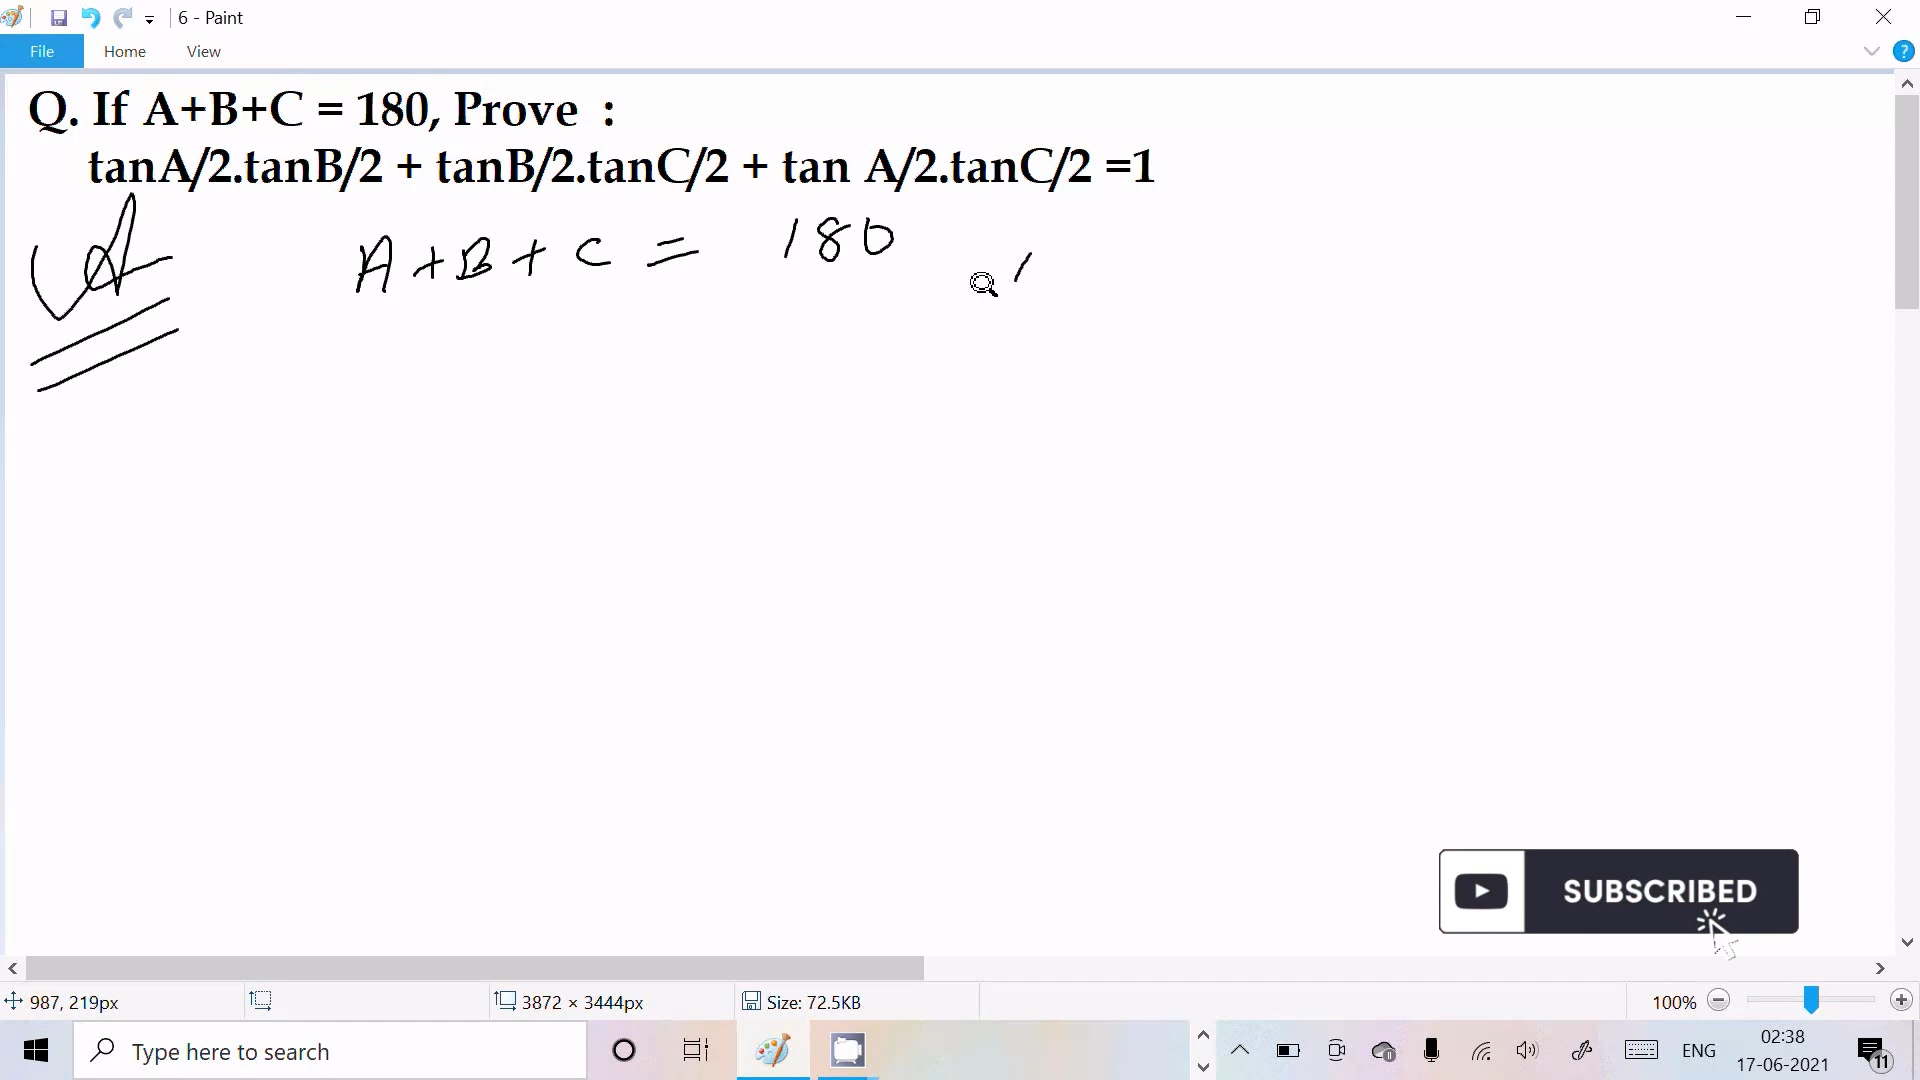 6 - Paint
File Home View
Q. If A+B+C = 180, Prove :
tanA/2.tanB/2 + tanB/2.tanC/2 + tan A/2.tanC/2 =1
A + B + C = 180
SUBSCRIBED
987, 219px 3872 × 3444px Size: 72.5KB 100%
Type here to search ENG 02:38
17-06-2021 11